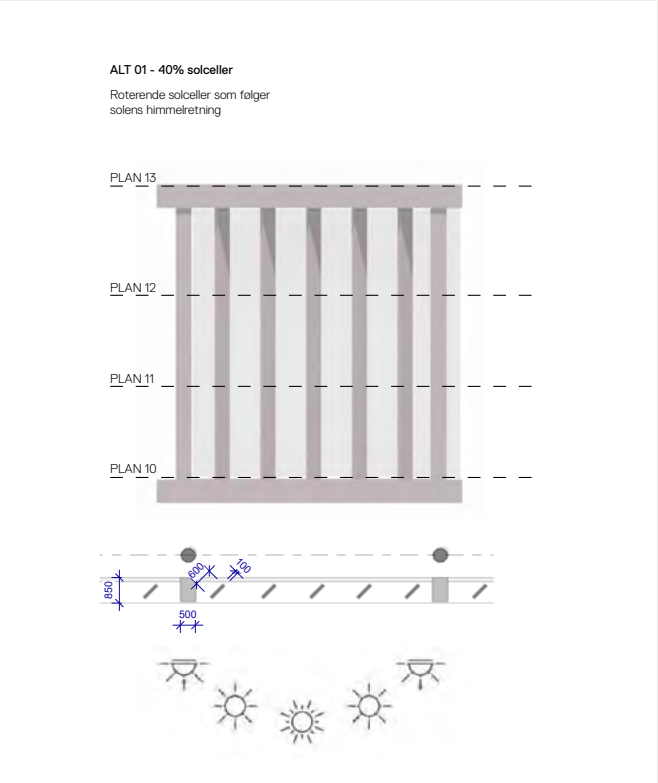 ALT 01 - 40% solceller
Roterende solceller som følger
solens himmelretning
PLAN 13
PLAN 12
PLAN 11
PLAN 10
850
600
100
500